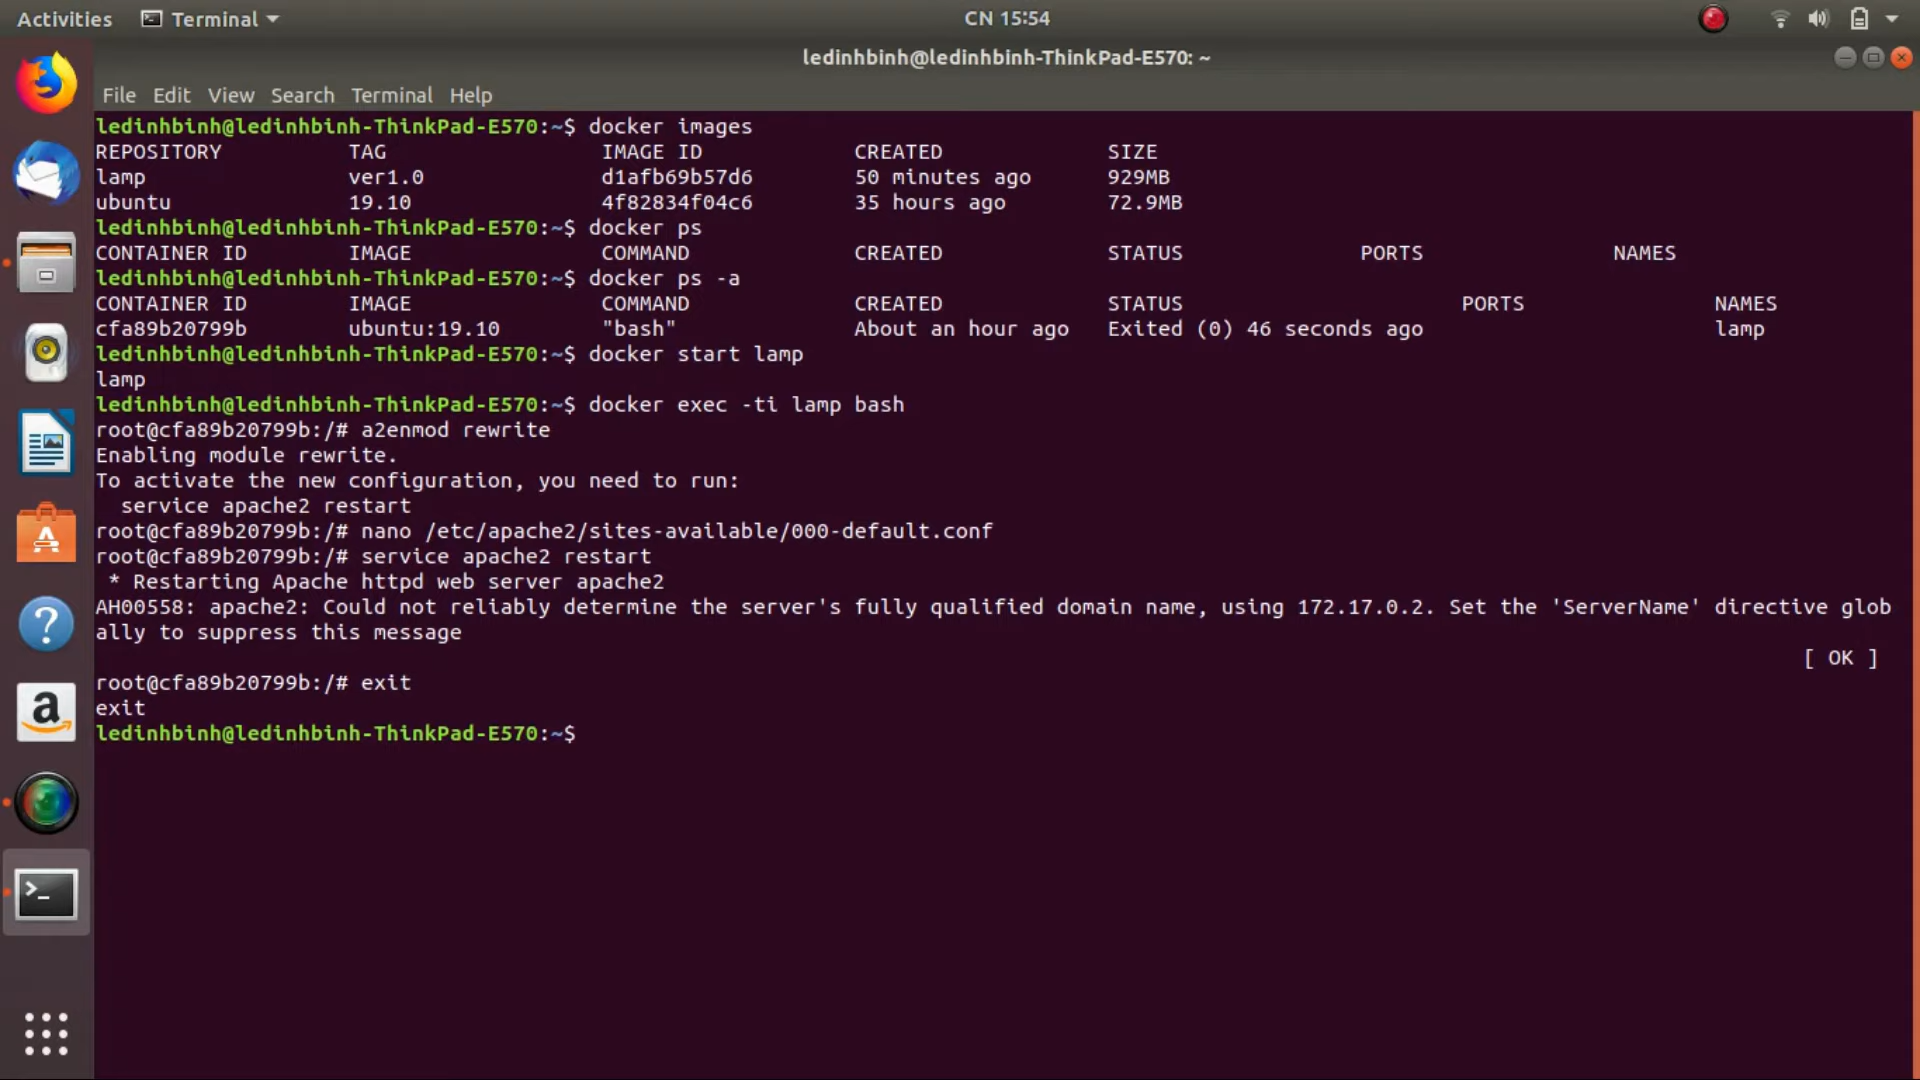 Activities Terminal CN 15:54
ledinhbinh@ledinhbinh-ThinkPad-E570: ~
File Edit View Search Terminal Help
ledinhbinh@ledinhbinh-ThinkPad-E570:~$ docker images
REPOSITORY TAG IMAGE ID CREATED SIZE
lamp ver1.0 d1afb69b57d6 50 minutes ago 929MB
ubuntu 19.10 4f82834f04c6 35 hours ago 72.9MB
ledinhbinh@ledinhbinh-ThinkPad-E570:~$ docker ps
CONTAINER ID IMAGE COMMAND CREATED STATUS PORTS NAMES
ledinhbinh@ledinhbinh-ThinkPad-E570:~$ docker ps -a
CONTAINER ID IMAGE COMMAND CREATED STATUS PORTS NAMES
cfa89b20799b ubuntu:19.10 "bash" About an hour ago Exited (0) 46 seconds ago lamp
ledinhbinh@ledinhbinh-ThinkPad-E570:~$ docker start lamp
lamp
ledinhbinh@ledinhbinh-ThinkPad-E570:~$ docker exec -ti lamp bash
root@cfa89b20799b:/# a2enmod rewrite
Enabling module rewrite.
To activate the new configuration, you need to run:
  service apache2 restart
root@cfa89b20799b:/# nano /etc/apache2/sites-available/000-default.conf
root@cfa89b20799b:/# service apache2 restart
 * Restarting Apache httpd web server apache2
AH00558: apache2: Could not reliably determine the server's fully qualified domain name, using 172.17.0.2. Set the 'ServerName' directive glob
ally to suppress this message
[ OK ]
root@cfa89b20799b:/# exit
exit
ledinhbinh@ledinhbinh-ThinkPad-E570:~$